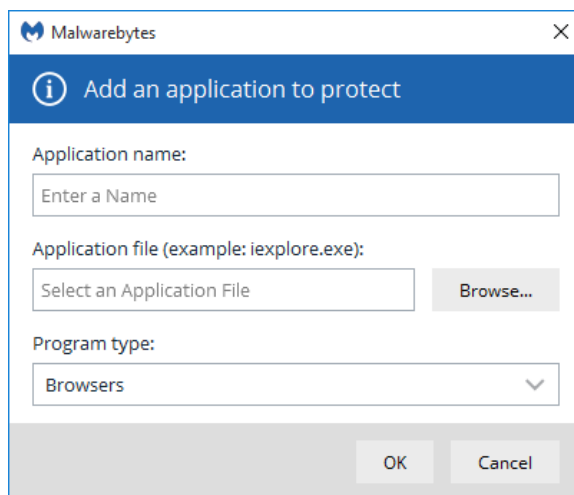 Malwarebytes
Add an application to protect
Application name:
Enter a Name
Application file (example: iexplore.exe):
Select an Application File
Browse...
Program type:
Browsers
OK
Cancel